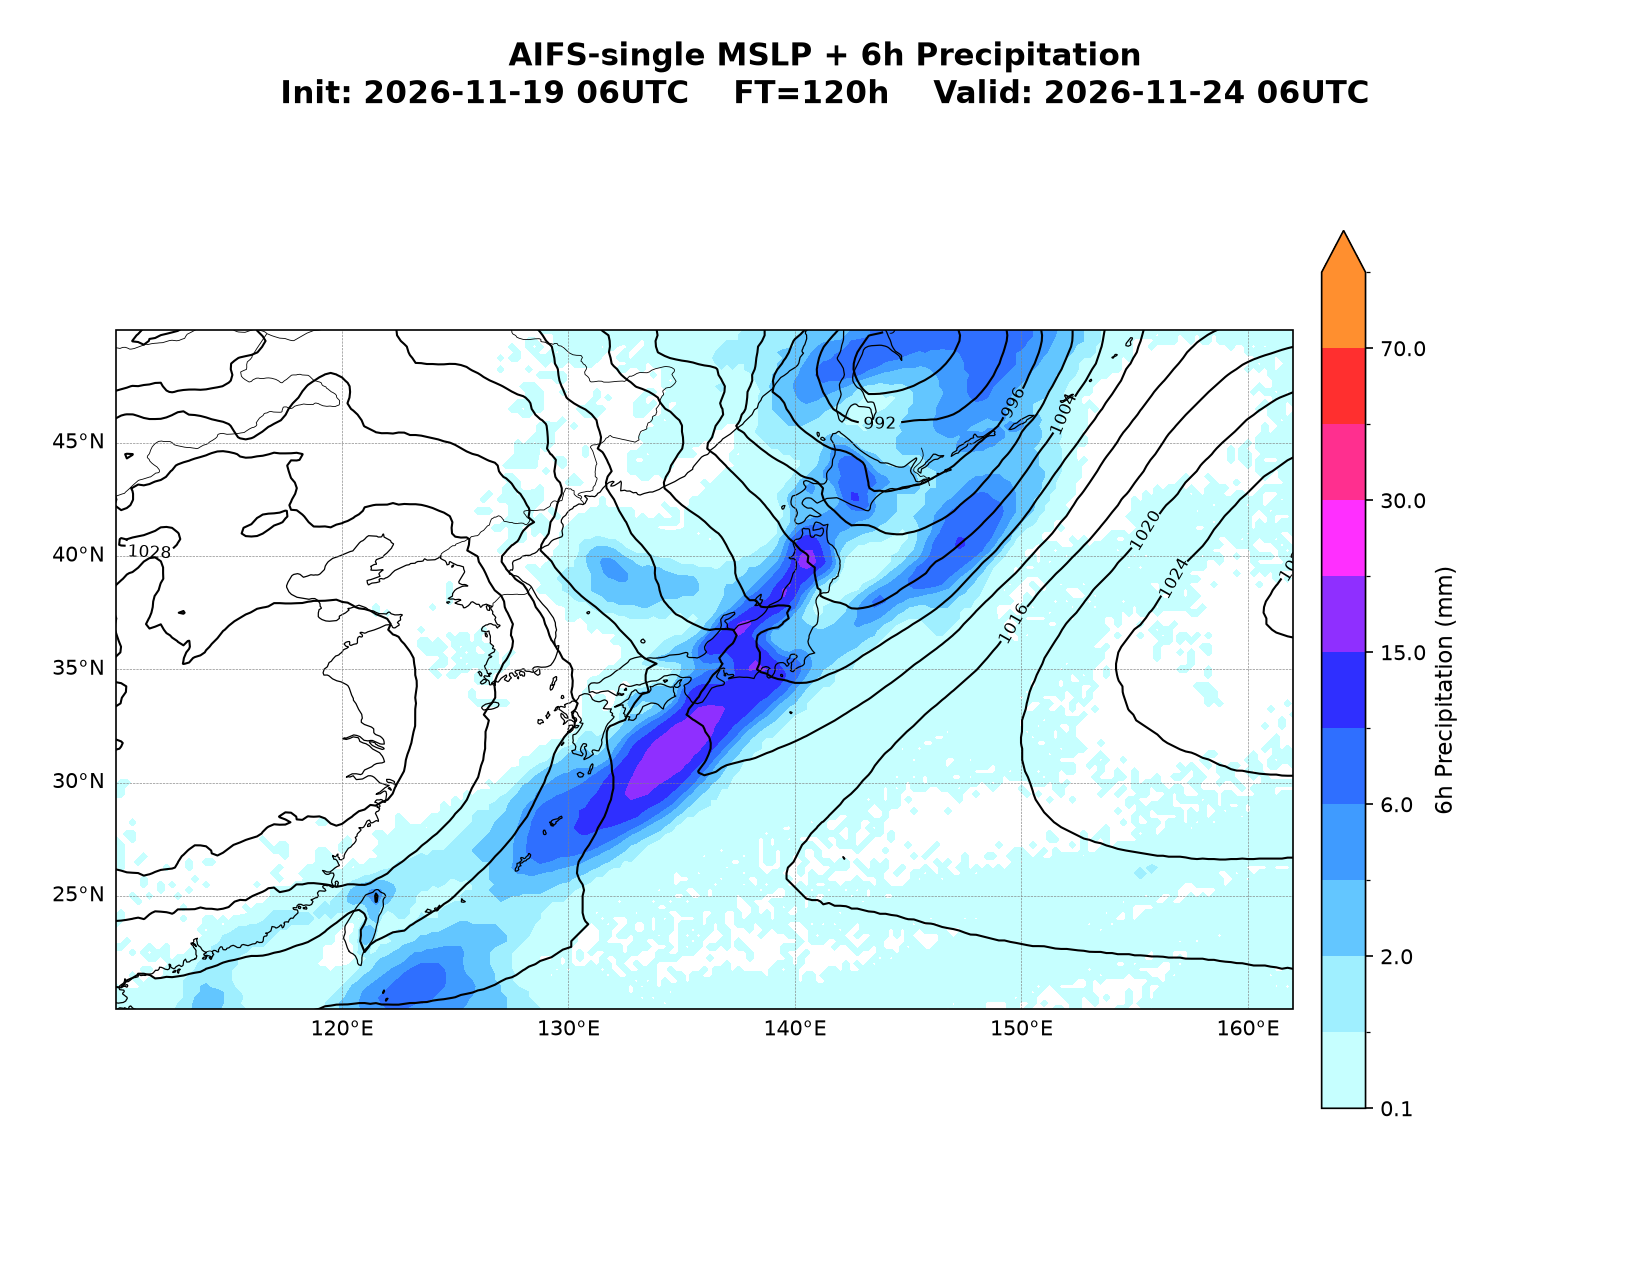 AIFS-single MSLP + 6h Precipitation
Init: 2026-11-19 06UTC    FT=120h    Valid: 2026-11-24 06UTC
70.0
996
1004
992
45°N
30.0
1020
1028
40°N
1024
1016
35°N
15.0
6h Precipitation (mm)
30°N
6.0
25°N
2.0
120°E
130°E
140°E
150°E
160°E
0.1